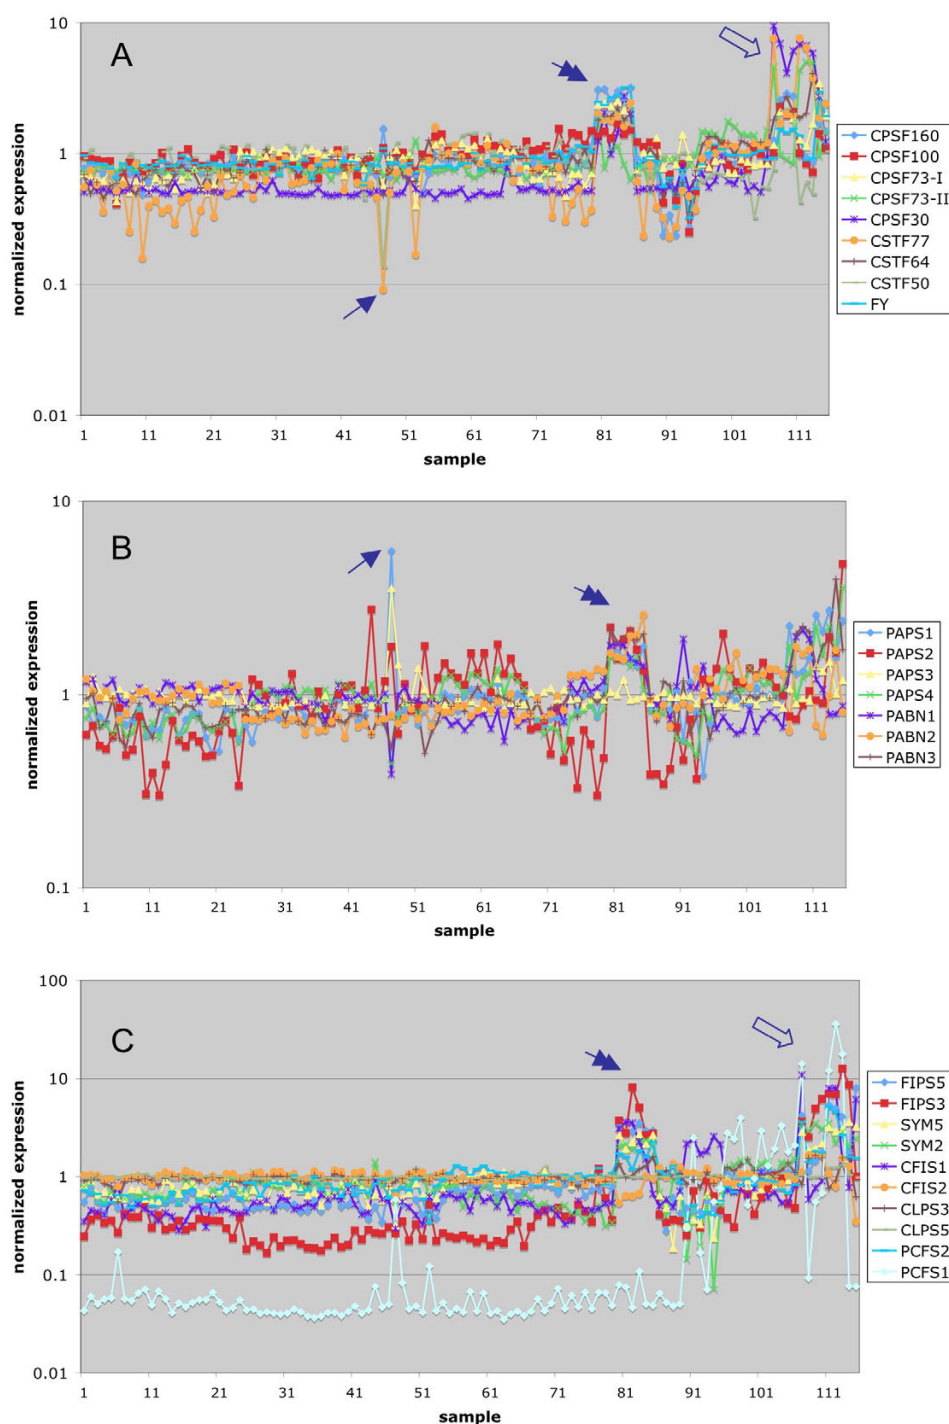 A
10
1
0.1
0.01
normalized expression
1 11 21 31 41 51 61 71 81 91 101 111
sample
CPSF160
CPSF100
CPSF73-I
CPSF73-II
CPSF30
CSTF77
CSTF64
CSTF50
FY
B
10
1
0.1
normalized expression
1 11 21 31 41 51 61 71 81 91 101 111
sample
PAPS1
PAPS2
PAPS3
PAPS4
PABN1
PABN2
PABN3
C
100
10
1
0.1
0.01
normalized expression
1 11 21 31 41 51 61 71 81 91 101 111
sample
FIPS5
FIPS3
SYM5
SYM2
CFIS1
CFIS2
CLPS3
CLPS5
PCFS2
PCFS1